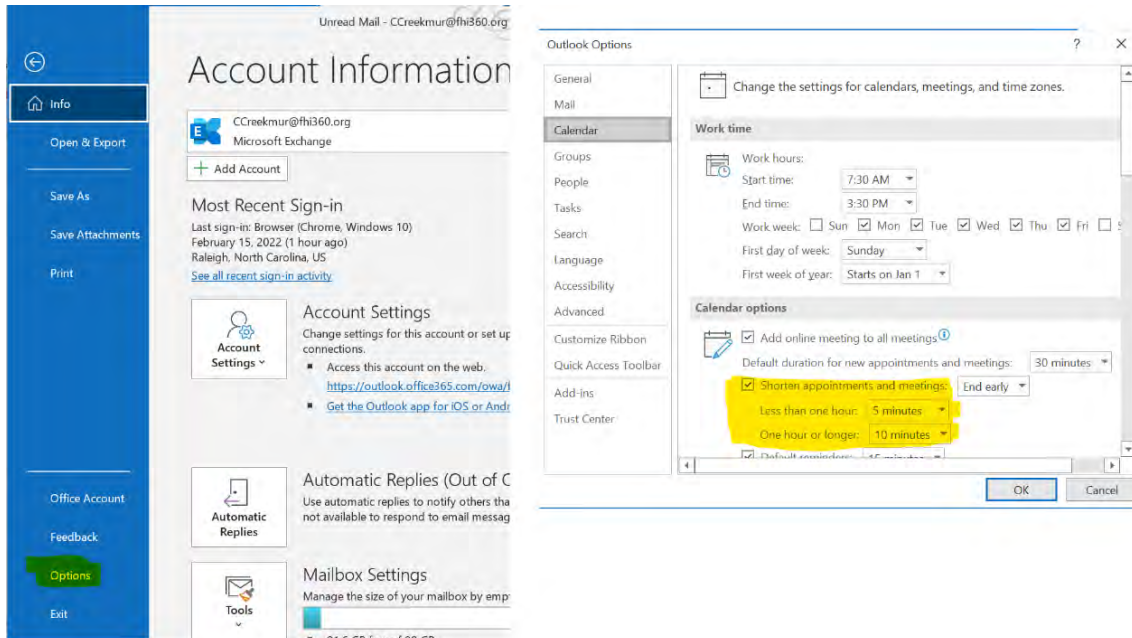 Unread Mail - CCreekmur@fhi360.org
Account Information
Info
Open & Export
Save As
Save Attachments
Print
Office Account
Feedback
Options
Exit
CCreekmur@fhi360.org
Microsoft Exchange
Add Account
Most Recent Sign-in
Last sign-in: Browser (Chrome, Windows 10)
February 15, 2022 (1 hour ago)
Raleigh, North Carolina, US
See all recent sign-in activity
Account Settings
Account
Settings
Change settings for this account or set up
connections.
Access this account on the web.
https://outlook.office365.com/owa/
Get the Outlook app for iOS or
Automatic
Replies
Automatic Replies (Out of
Use automatic replies to notify others
not available to respond to email
Tools
Mailbox Settings
Manage the size of your mailbox by
Outlook Options
?
General
Mail
Calendar
Groups
People
Tasks
Search
Language
Accessibility
Advanced
Customize Ribbon
Quick Access Toolbar
Add-ins
Trust Center
Change the settings for calendars, meetings, and time zones.
Work time
Work hours:
Start time: 7:30 AM
End time: 3:30 PM
Work week: Sun Mon Tue Wed Thu Fri
First day of week: Sunday
First week of year: Starts on Jan 1
Calendar options
Add online meeting to all meetings
Default duration for new appointments and meetings: 30 minutes
Shorten appointments and meetings: End early
Less than one hour: 5 minutes
One hour or longer: 10 minutes
Default reminders: 15 minutes
OK
Cancel